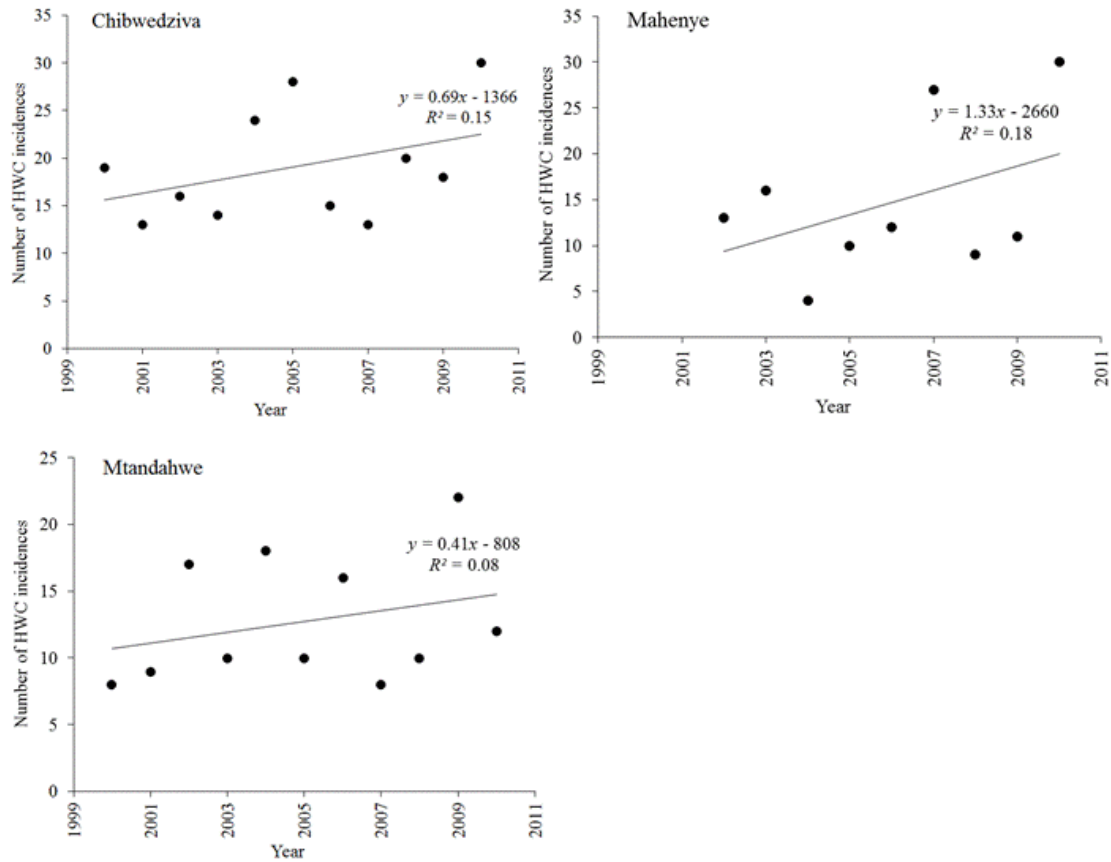 Chibwedziva
Number of HWC incidences
35
30
25
20
15
10
5
0
y = 0.69x - 1366
R² = 0.15
1999
2001
2003
2005
2007
2009
2011
Year
Mahenye
Number of HWC incidences
35
30
25
20
15
10
5
0
y = 1.33x - 2660
R² = 0.18
1999
2001
2003
2005
2007
2009
2011
Year
Mtandahwe
Number of HWC incidences
25
20
15
10
5
0
y = 0.41x - 808
R² = 0.08
1999
2001
2003
2005
2007
2009
2011
Year